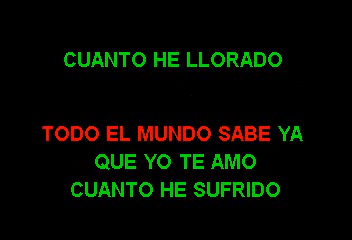 CUANTO HE LLORADO
TODO EL MUNDO SABE YA
QUE YO TE AMO
CUANTO HE SUFRIDO